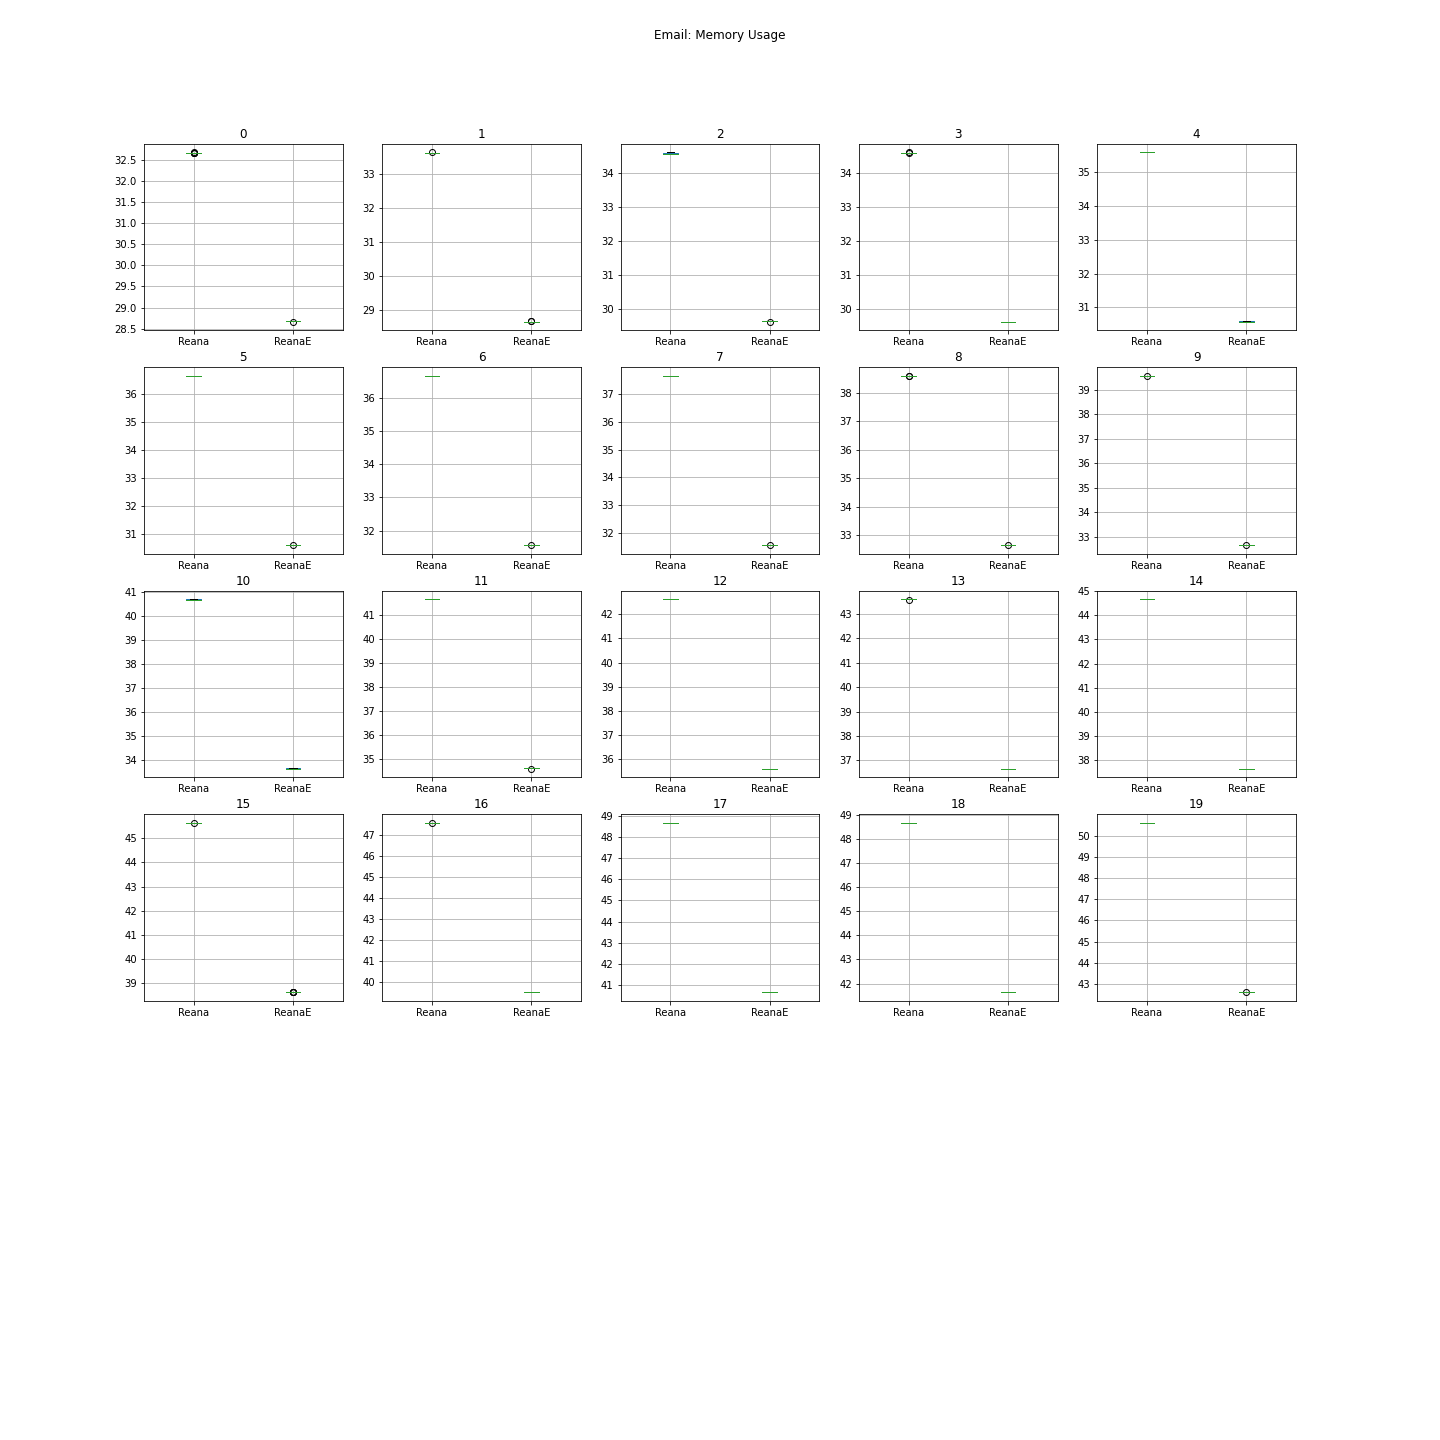 Email: Memory Usage
0 1 2 3 4
32.5 32.0 31.5 31.0 30.5 30.0 29.5 29.0 28.5
33 32 31 30 29
34 33 32 31 30
34 33 32 31 30
35 34 33 32 31
Reana ReanaE Reana ReanaE Reana ReanaE Reana ReanaE Reana ReanaE
5 6 7 8 9
36 35 34 33 32 31
36 35 34 33 32
37 36 35 34 33 32
38 37 36 35 34 33
39 38 37 36 35 34 33
Reana ReanaE Reana ReanaE Reana ReanaE Reana ReanaE Reana ReanaE
10 11 12 13 14
41 40 39 38 37 36 35 34
41 40 39 38 37 36 35
42 41 40 39 38 37 36
43 42 41 40 39 38 37
45 44 43 42 41 40 39 38
Reana ReanaE Reana ReanaE Reana ReanaE Reana ReanaE Reana ReanaE
15 16 17 18 19
45 44 43 42 41 40 39
47 46 45 44 43 42 41 40
49 48 47 46 45 44 43 42 41
49 48 47 46 45 44 43 42
50 49 48 47 46 45 44 43
Reana ReanaE Reana ReanaE Reana ReanaE Reana ReanaE Reana ReanaE